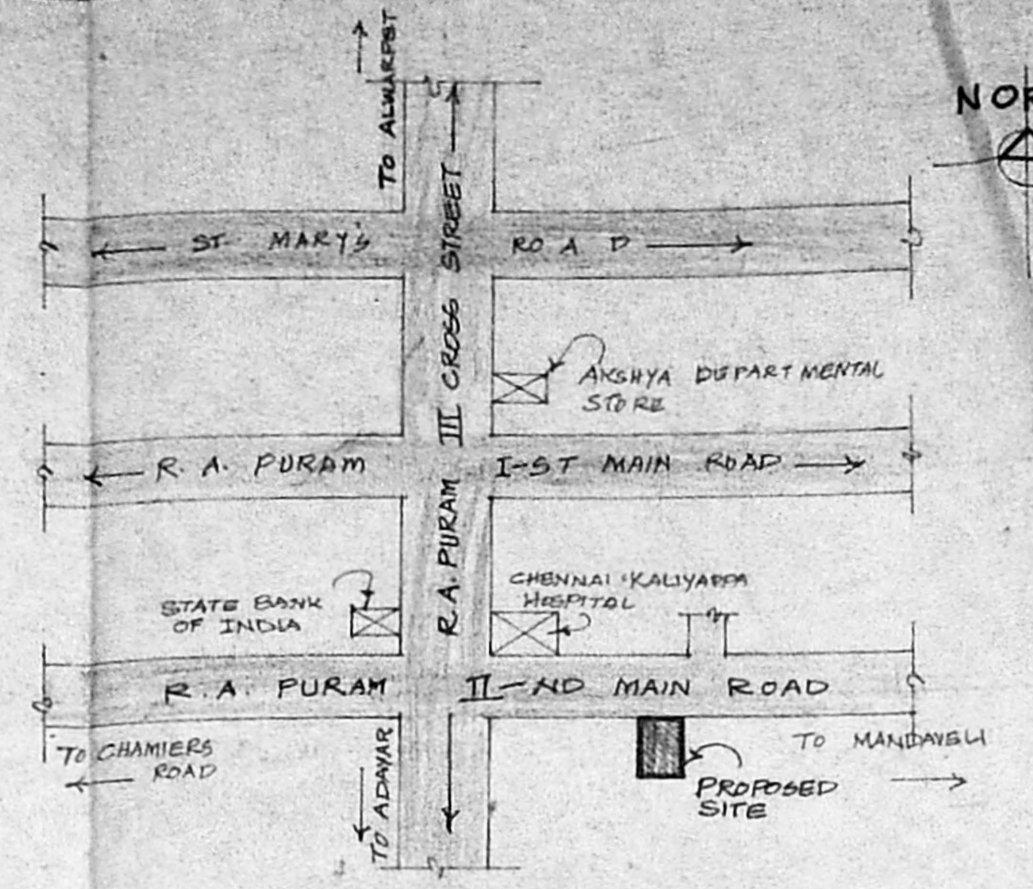 TO ALWARPET
NOR
ST. MARY'S ROAD
R.A. PURAM III CROSS STREET
AKSHYA DEPARTMENTAL
STORE
R. A. PURAM I-ST MAIN ROAD
STATE BANK
OF INDIA
CHENNAI KALIYAPPA
HOSPITAL
R. A. PURAM II-ND MAIN ROAD
TO CHAMIERS
ROAD
TO ADAYAR
TO MANDAVELI
PROPOSED
SITE